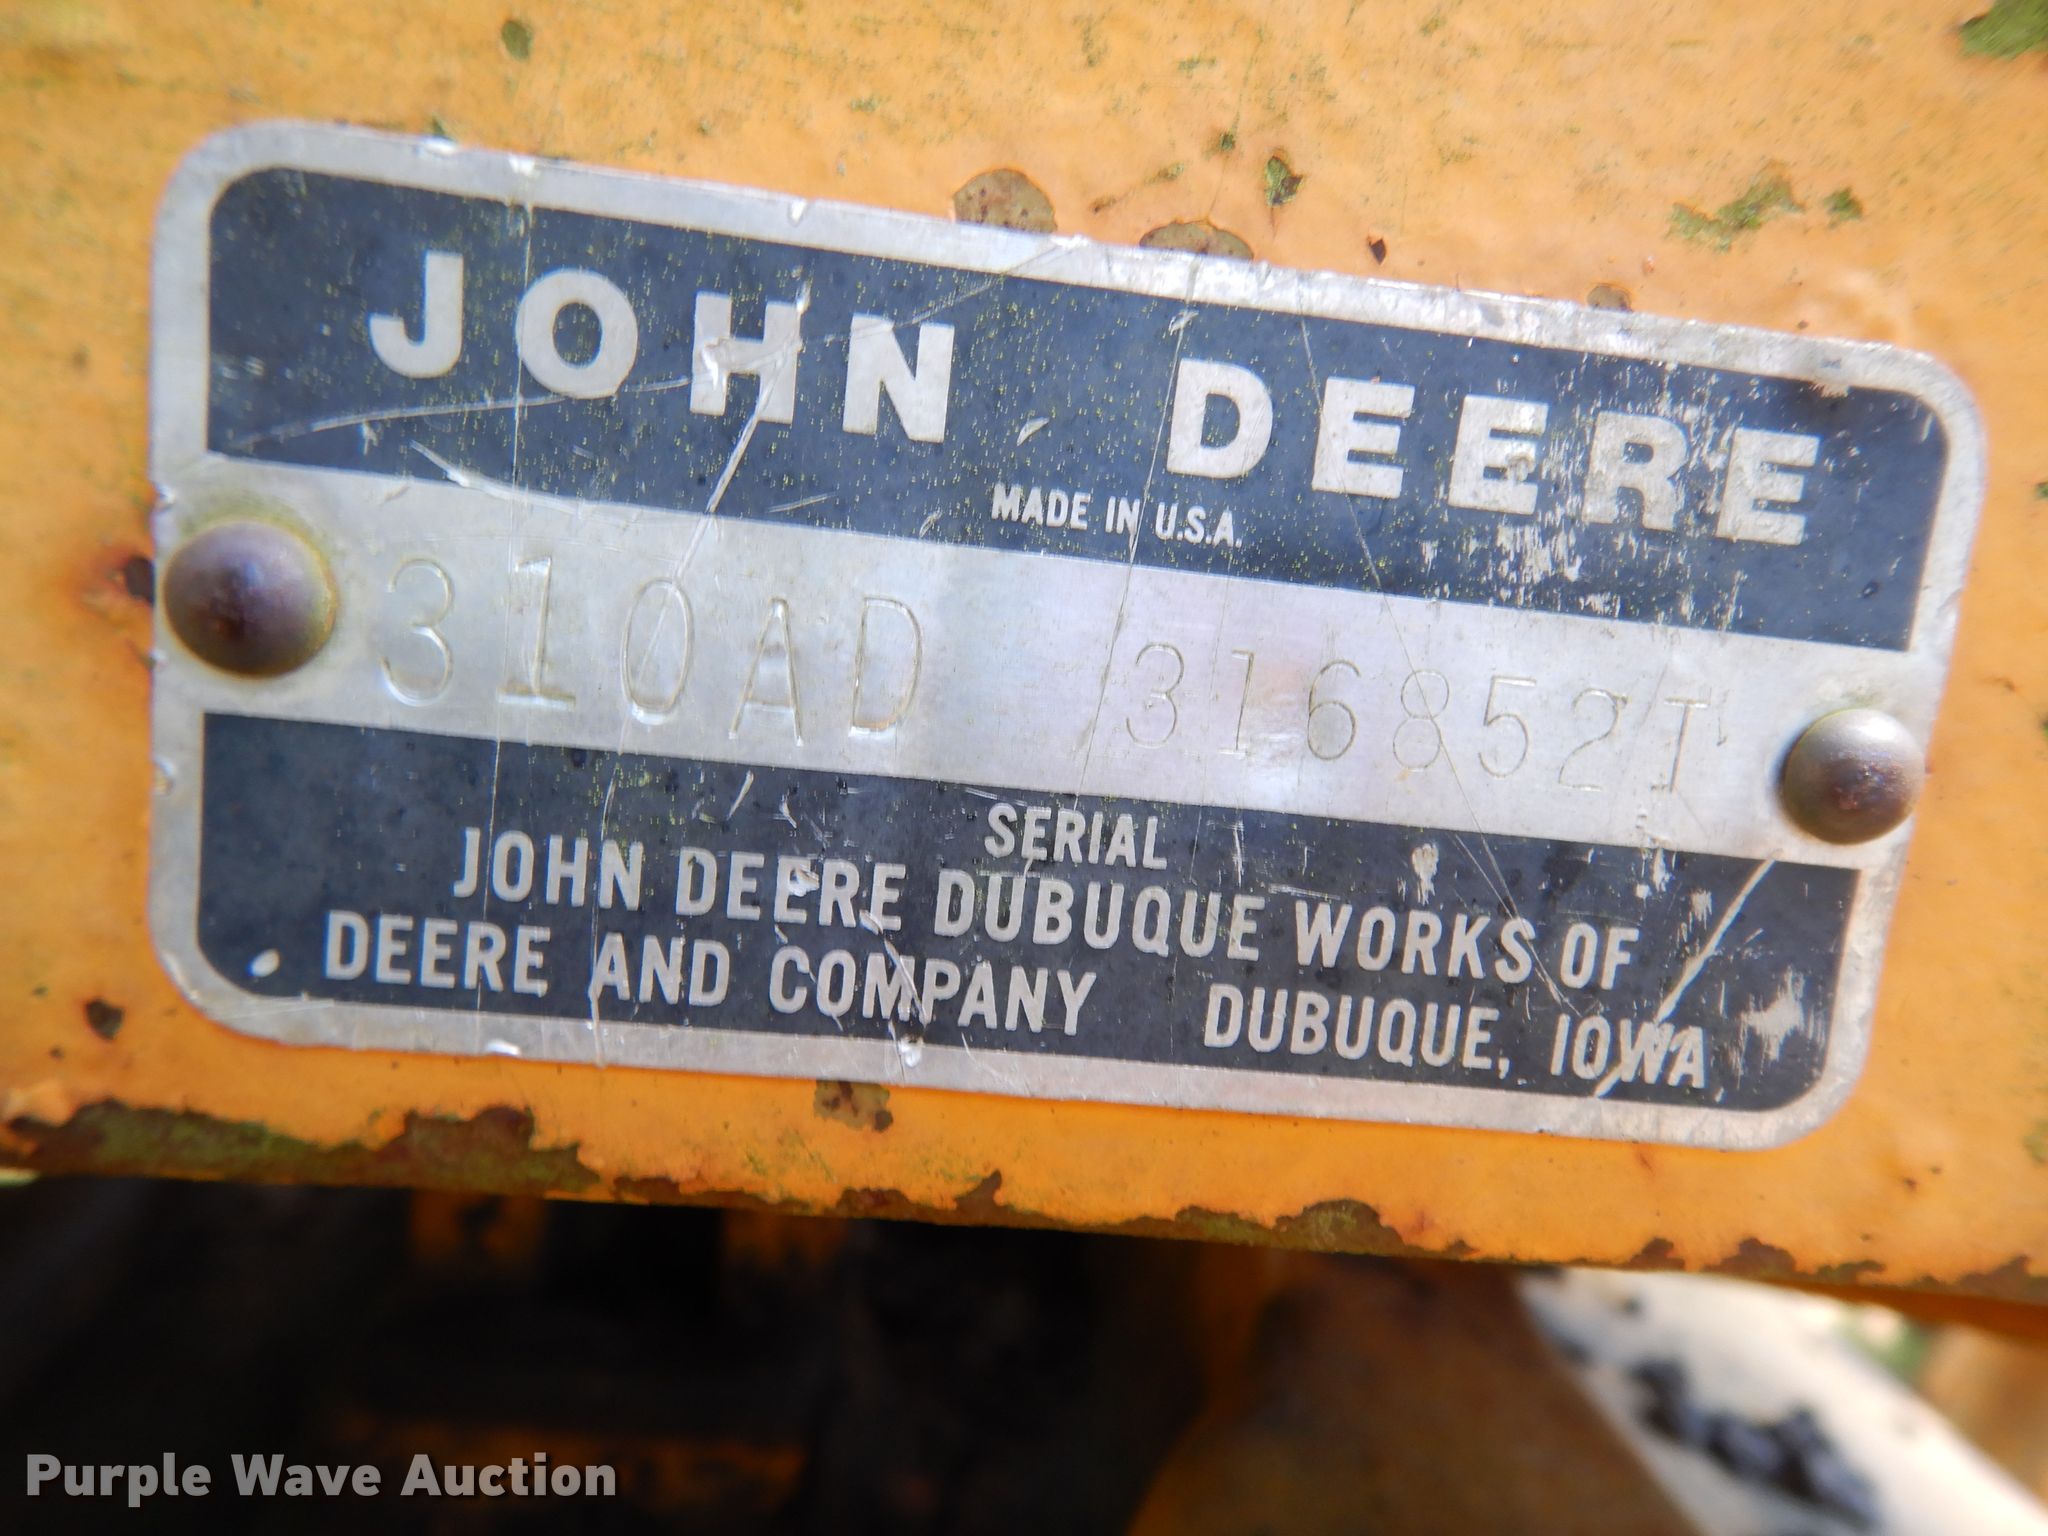 JOHN DEERE
MADE IN U.S.A.
310AD 316852T
SERIAL
JOHN DEERE DUBUQUE WORKS OF
DEERE AND COMPANY DUBUQUE, IOWA
Purple Wave Auction